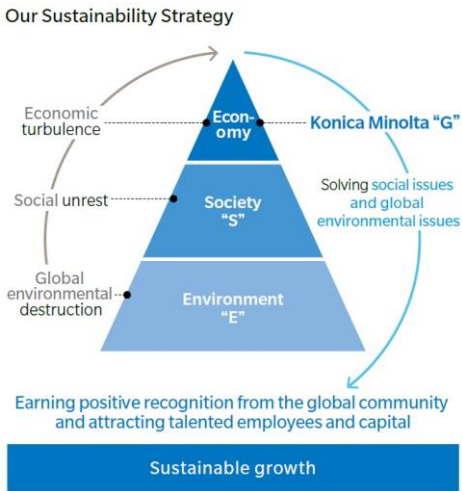 Our Sustainability Strategy
Economic
turbulence
Econ-
omy
Konica Minolta “G”
Social unrest
Society
“S”
Solving social issues
and global
environmental issues
Global
environmental
destruction
Environment
“E”
Earning positive recognition from the global community
and attracting talented employees and capital
Sustainable growth